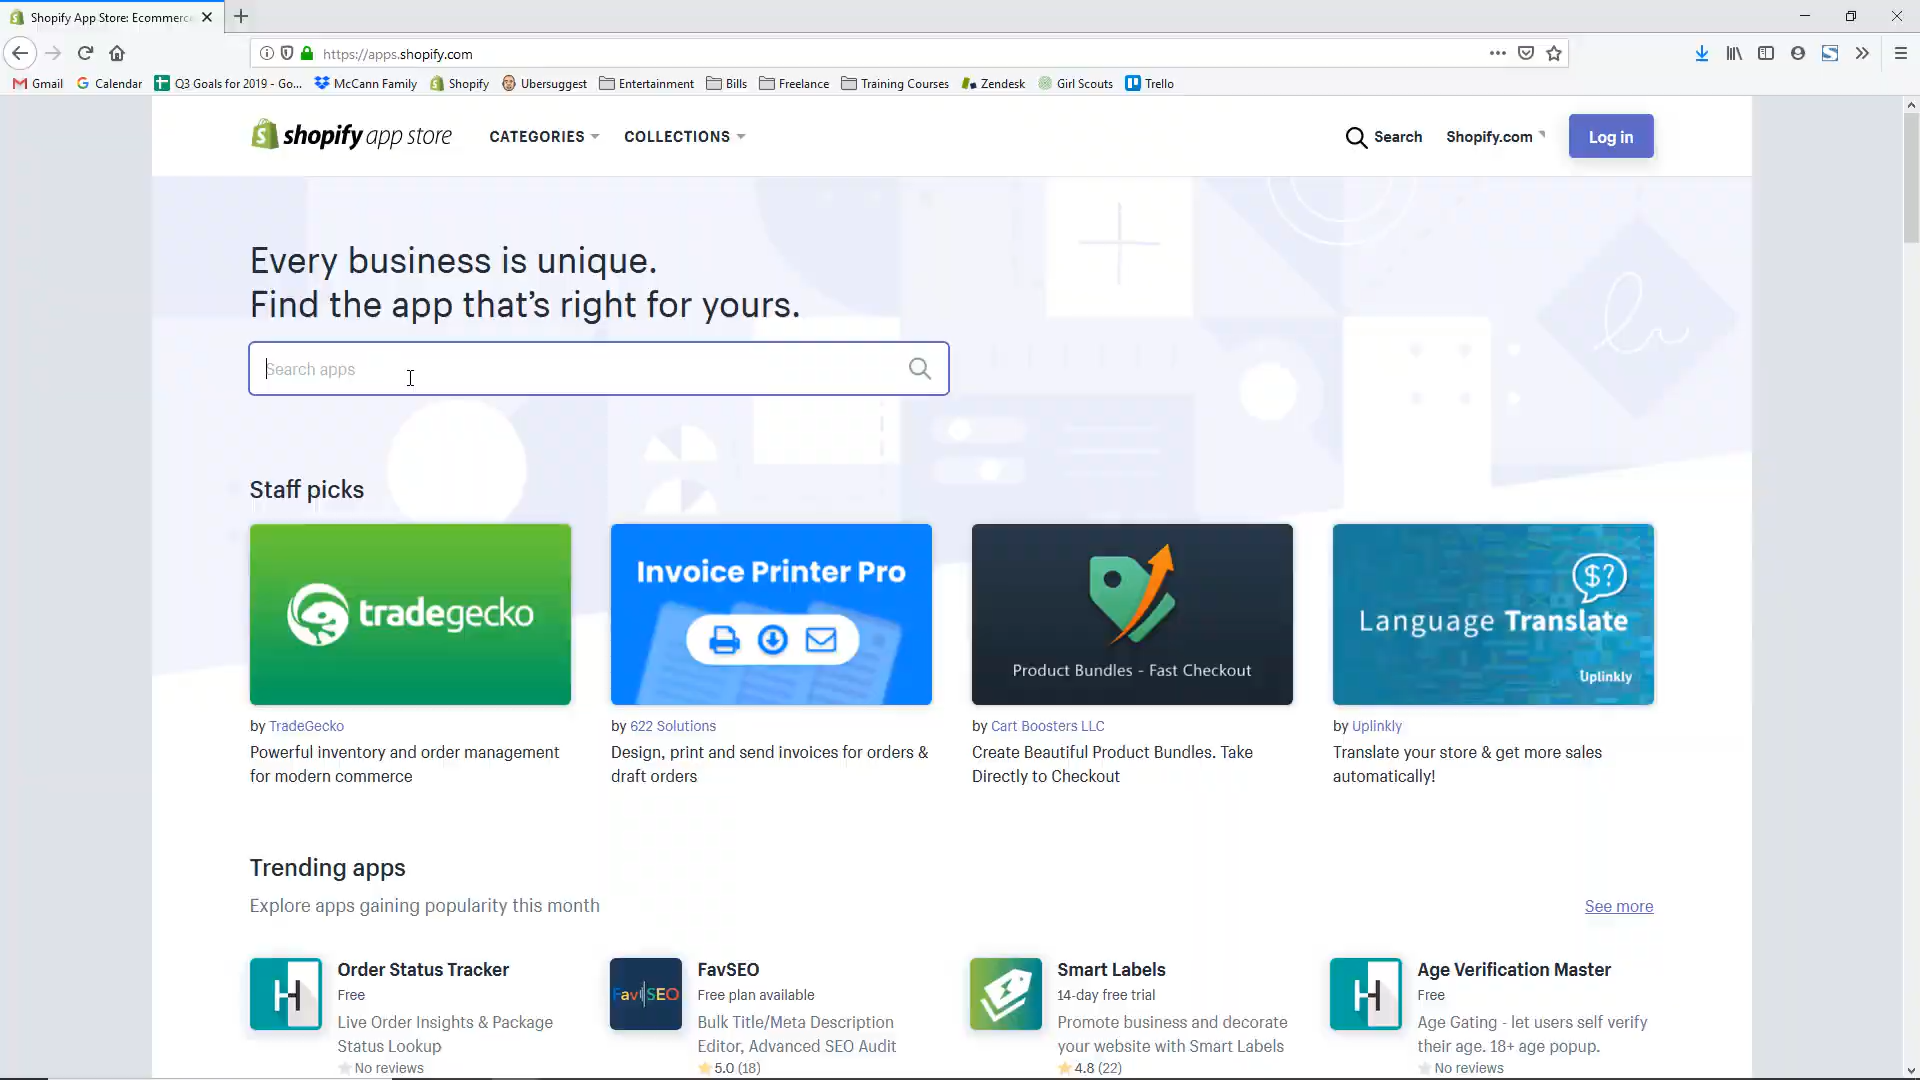 Shopify App Store: Ecommerce
https://apps.shopify.com
Gmail
Calendar
Q3 Goals for 2019 - Go...
McCann Family
Shopify
Ubersuggest
Entertainment
Bills
Freelance
Training Courses
Zendesk
Girl Scouts
Trello
shopify app store
CATEGORIES
COLLECTIONS
Search
Shopify.com
Log in
Every business is unique.
Find the app that's right for yours.
Search apps
Staff picks
tradegecko
Invoice Printer Pro
Product Bundles - Fast Checkout
$?
Language Translate
Uplinkly
by TradeGecko
Powerful inventory and order management
for modern commerce
by 622 Solutions
Design, print and send invoices for orders &
draft orders
by Cart Boosters LLC
Create Beautiful Product Bundles. Take
Directly to Checkout
by Uplinkly
Translate your store & get more sales
automatically!
Trending apps
Explore apps gaining popularity this month
See more
H
Order Status Tracker
Free
Live Order Insights & Package
Status Lookup
No reviews
FavSEO
FavSEO
Free plan available
Bulk Title/Meta Description
Editor, Advanced SEO Audit
5.0 (18)
Smart Labels
14-day free trial
Promote business and decorate
your website with Smart Labels
4.8 (22)
H
Age Verification Master
Free
Age Gating - let users self verify
their age. 18+ age popup.
No reviews